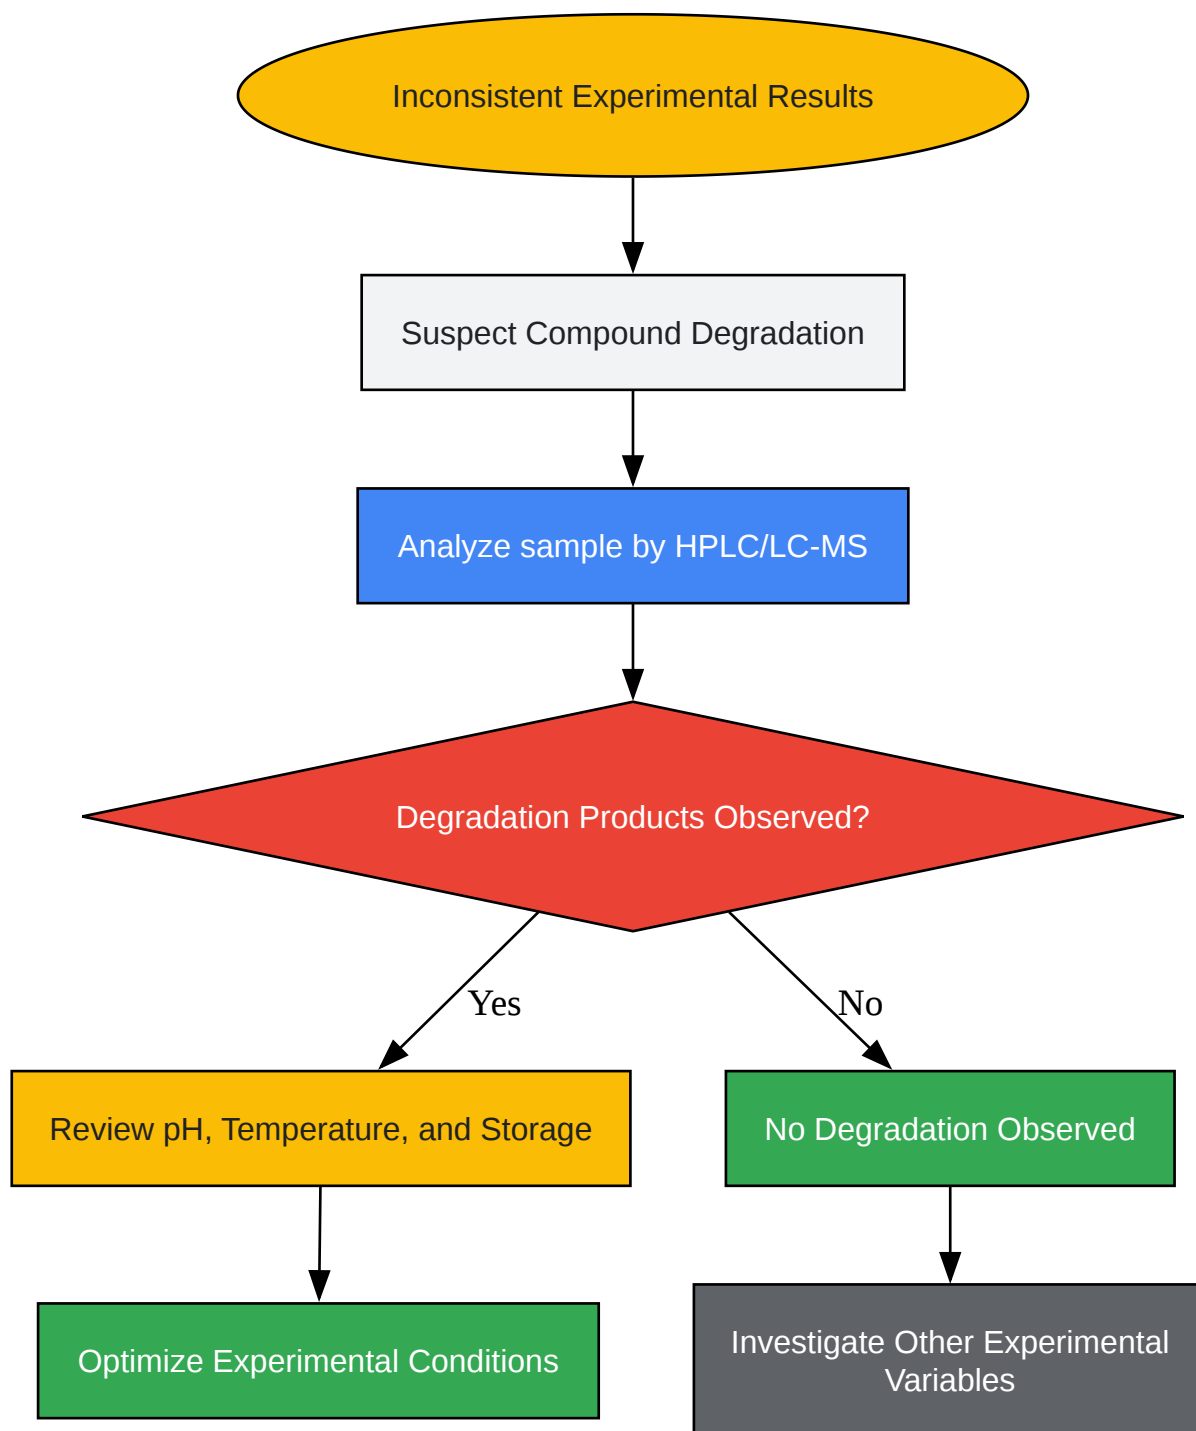 Inconsistent Experimental Results
Suspect Compound Degradation
Analyze sample by HPLC/LC-MS
Degradation Products Observed?
Yes
No
Review pH, Temperature, and Storage
No Degradation Observed
Optimize Experimental Conditions
Investigate Other Experimental
Variables